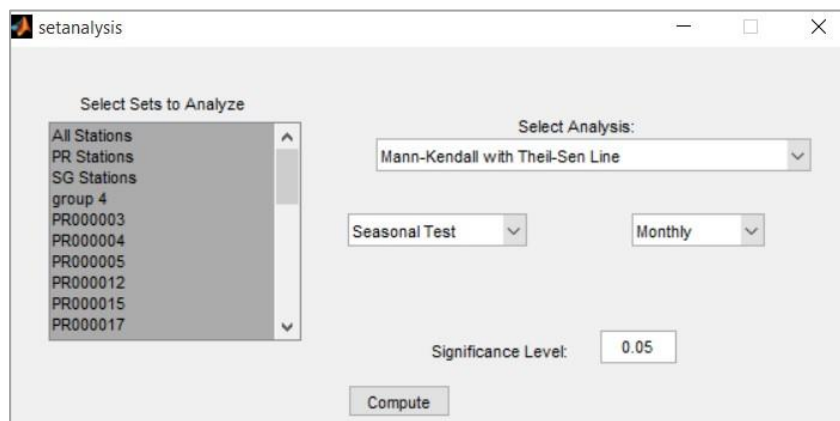 setanalysis
Select Sets to Analyze
All Stations
PR Stations
SG Stations
group 4
PR000003
PR000004
PR000005
PR000012
PR000015
PR000017
Select Analysis:
Mann-Kendall with Theil-Sen Line
Seasonal Test
Monthly
Significance Level:
0.05
Compute